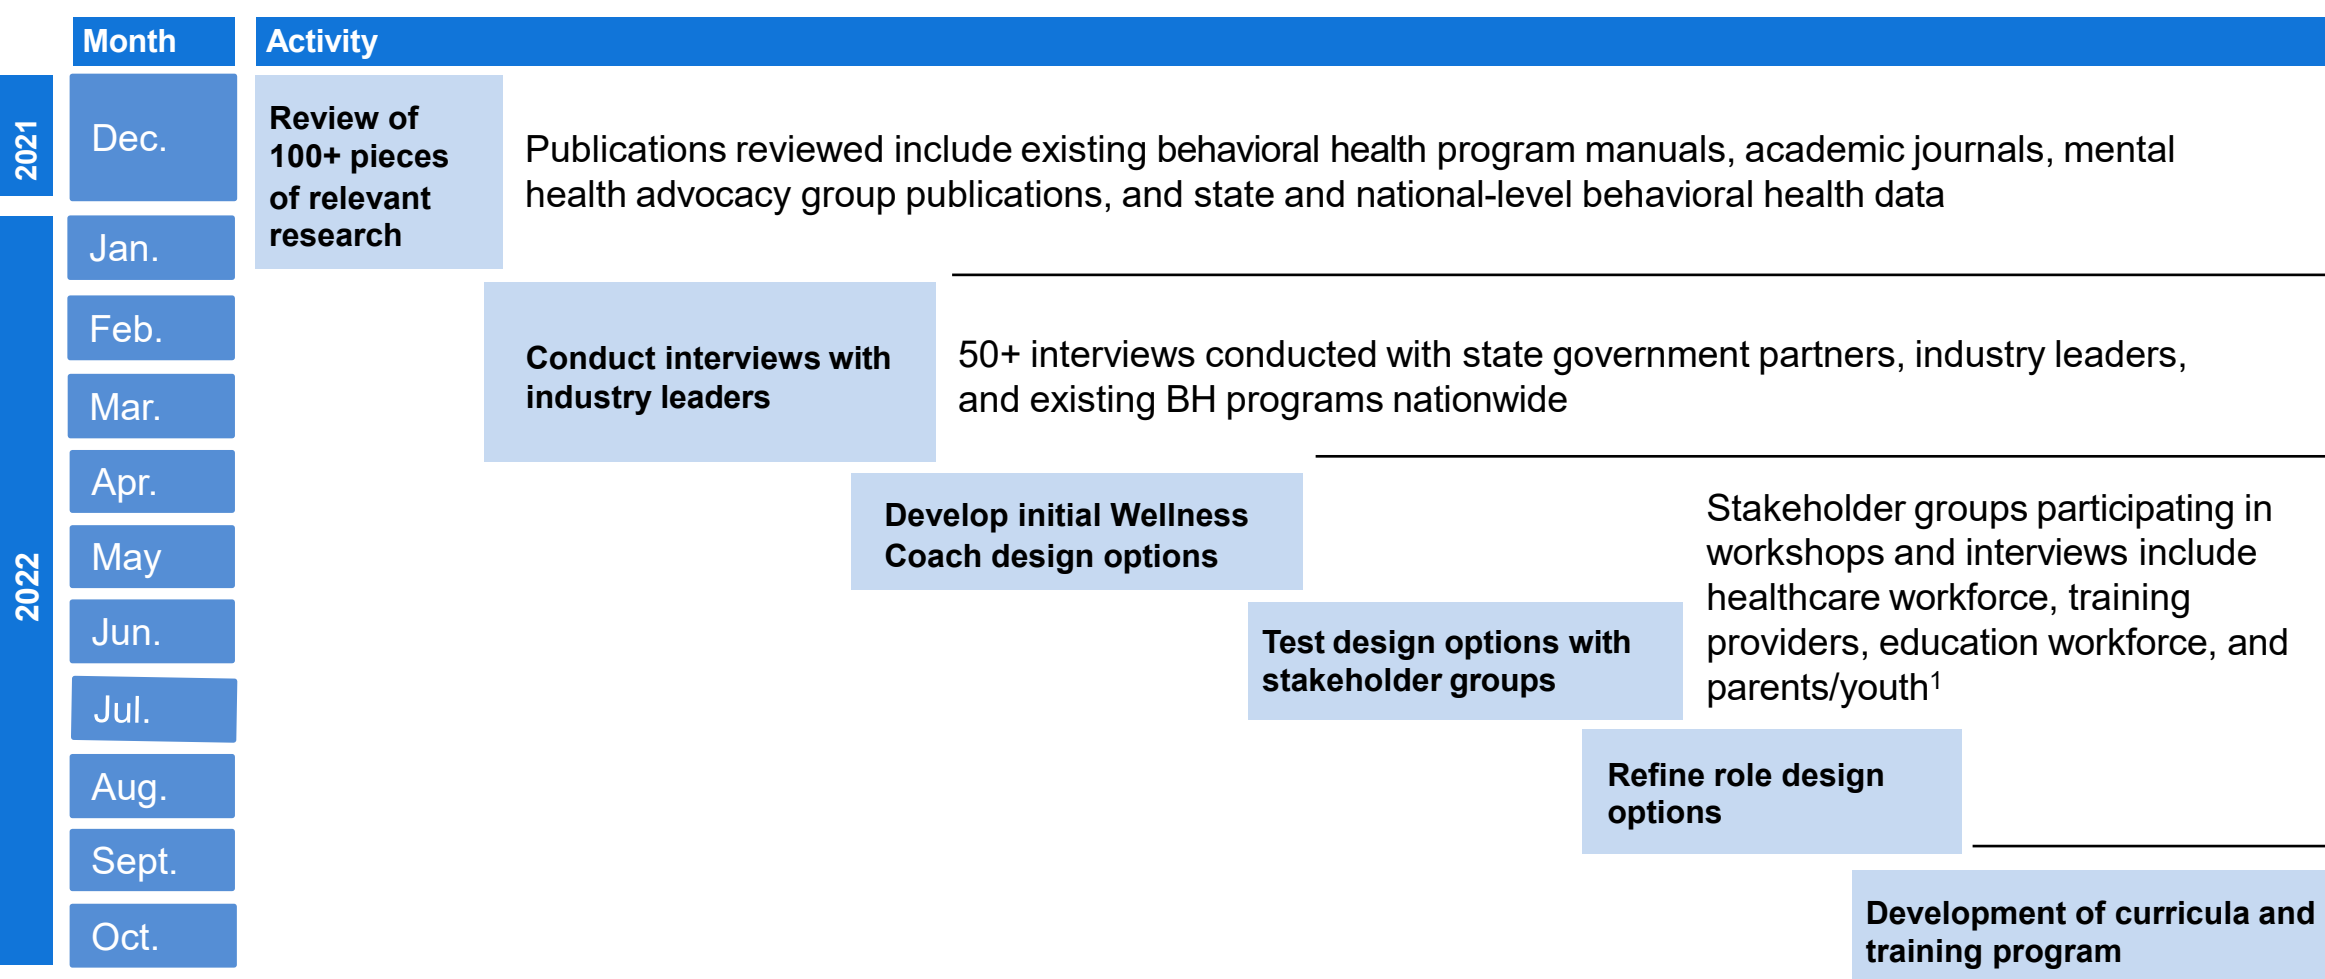 Month
Activity
2021
Dec.
Review of
100+ pieces
of relevant
research
Publications reviewed include existing behavioral health program manuals, academic journals, mental
health advocacy group publications, and state and national-level behavioral health data
2022
Jan.
Feb.
Conduct interviews with
industry leaders
50+ interviews conducted with state government partners, industry leaders,
and existing BH programs nationwide
Mar.
Apr.
Develop initial Wellness
Coach design options
May
Stakeholder groups participating in
workshops and interviews include
healthcare workforce, training
providers, education workforce, and
parents/youth1
Jun.
Test design options with
stakeholder groups
Jul.
Aug.
Refine role design
options
Sept.
Oct.
Development of curricula and
training program